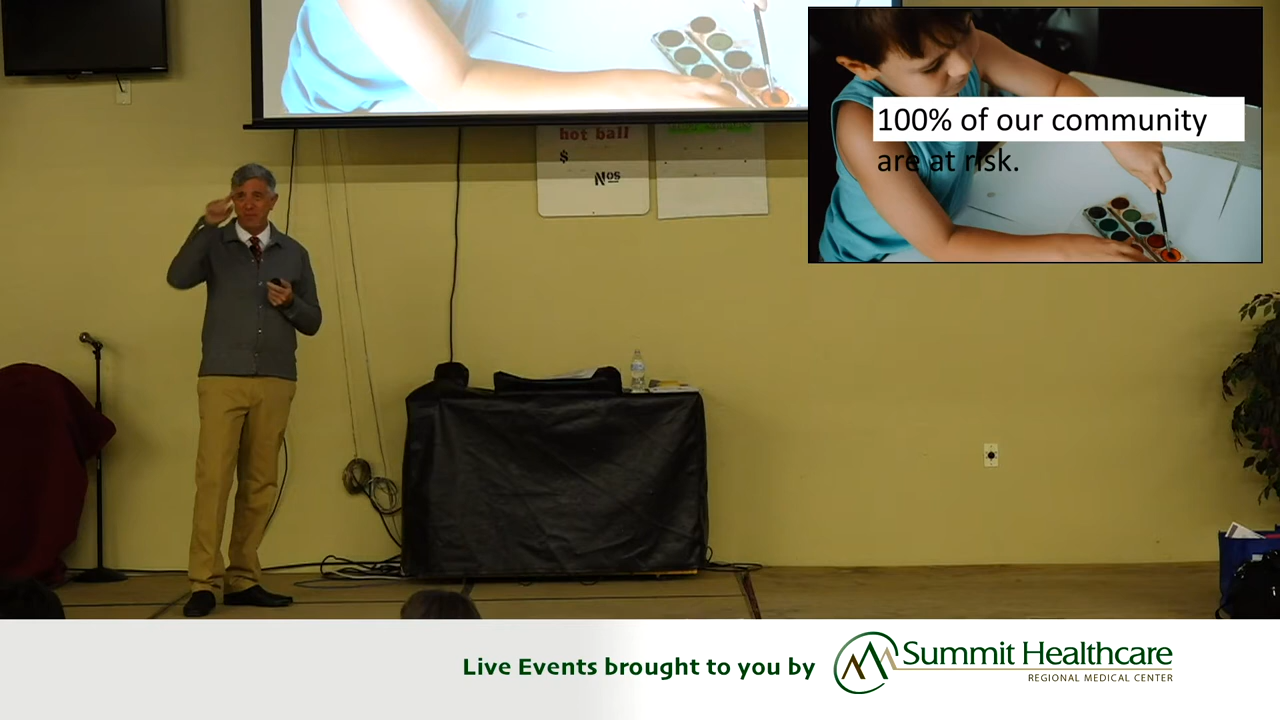 hot ball
$
Nos
100% of our community
are at risk.
Live Events brought to you by
Summit Healthcare
REGIONAL MEDICAL CENTER